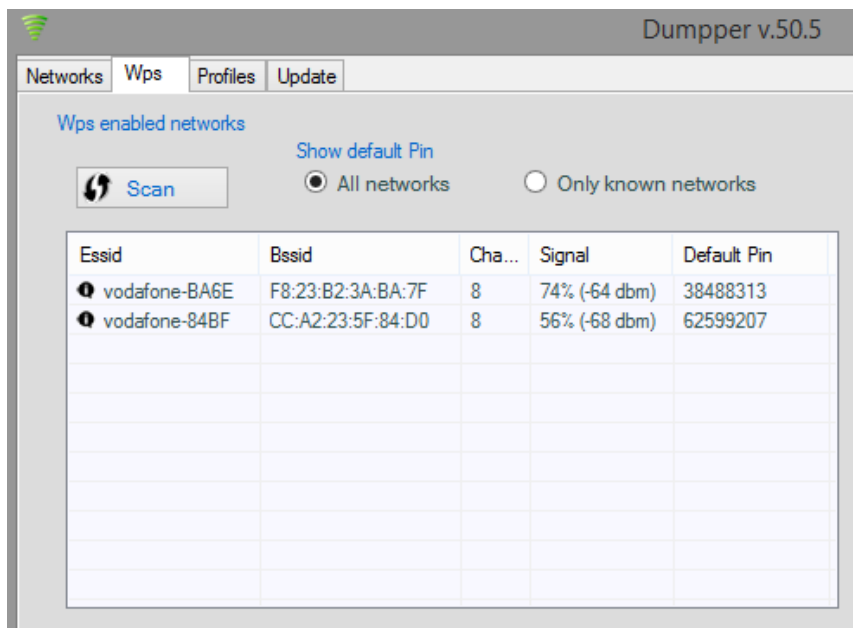 Dumpper v.50.5
Networks Wps Profiles Update
Wps enabled networks
Show default Pin
Scan All networks Only known networks
Essid Bssid Cha... Signal Default Pin
vodafone-BA6E F8:23:B2:3A:BA:7F 8 74% (-64 dbm) 38488313
vodafone-84BF CC:A2:23:5F:84:D0 8 56% (-68 dbm) 62599207